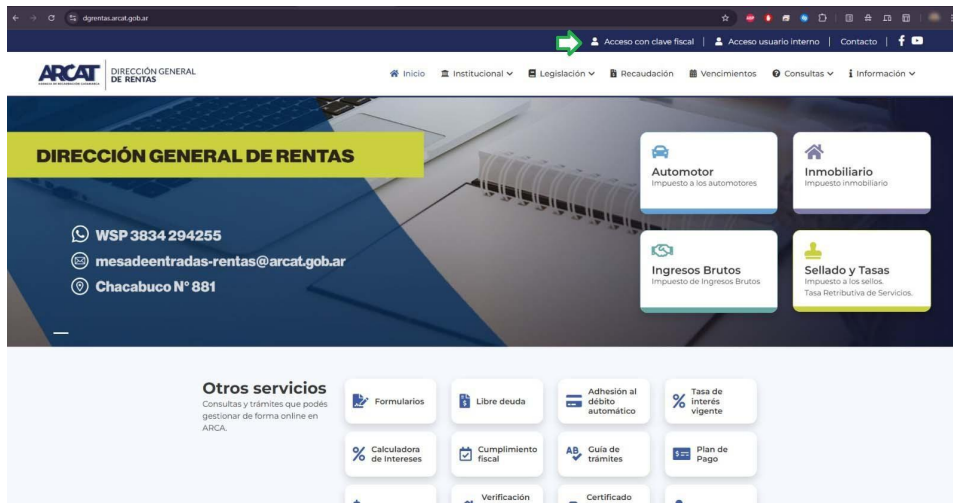 dgrentas.arcat.gob.ar
Acceso con clave fiscal | Acceso usuario interno | Contacto |
ARCAT
DIRECCIÓN GENERAL
DE RENTAS
Inicio Institucional Legislación Recaudación Vencimientos Consultas Información
DIRECCIÓN GENERAL DE RENTAS
WSP 3834 294255
mesadeentradas-rentas@arcat.gob.ar
Chacabuco N° 881
Automotor
Impuesto a los automotores
Inmobiliario
Impuesto inmobiliario
Ingresos Brutos
Impuesto de Ingresos Brutos
Sellado y Tasas
Impuesto a los sellos.
Tasa Retributiva de Servicios.
Otros servicios
Consultas y trámites que podés
gestionar de forma online en
ARCA.
Formularios
Libre deuda
Adhesión al
débito
automático
Tasa de
interés
vigente
Calculadora
de Intereses
Cumplimiento
fiscal
Guía de
trámites
Plan de
Pago
Verificación
Certificado